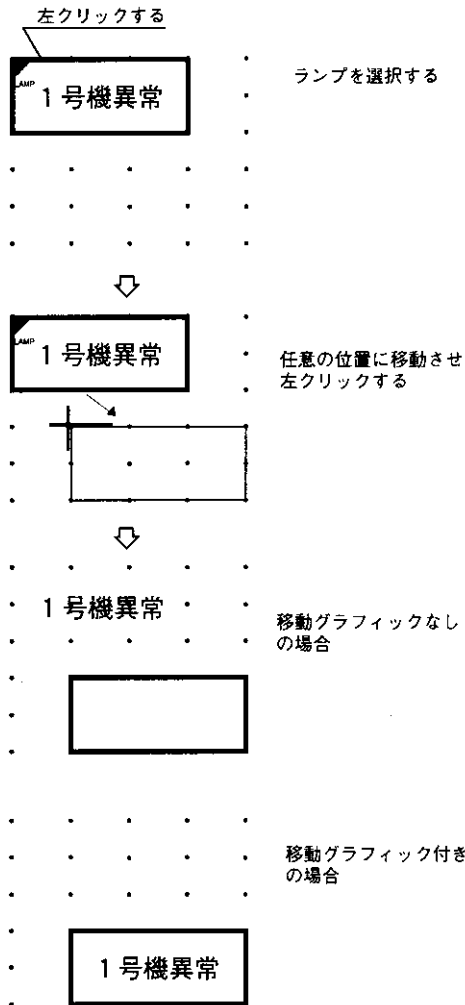 左クリックする
LAMP
1号機異常
ランプを選択する
LAMP
1号機異常
任意の位置に移動させ
左クリックする
1号機異常
移動グラフィックなし
の場合
移動グラフィック付き
の場合
1号機異常